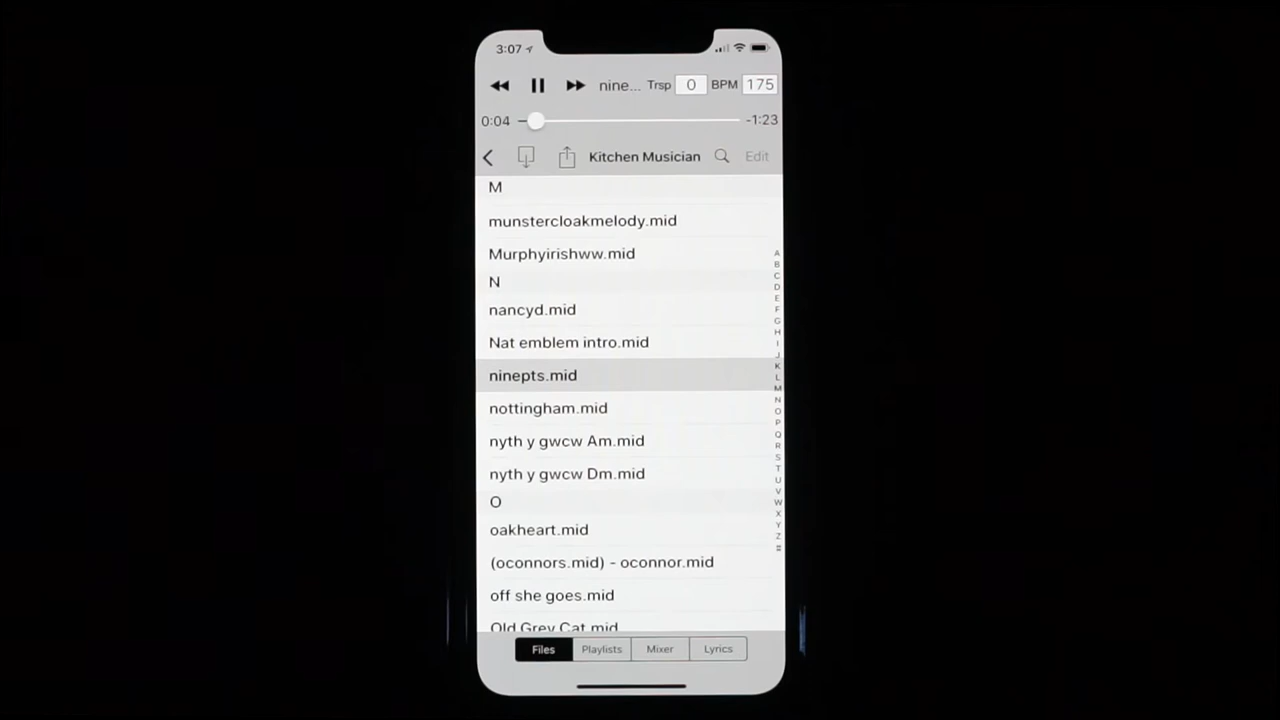 3:07
nine... Trsp 0 BPM 175
0:04 -1:23
Kitchen Musician Edit
M
munstercloakmelody.mid
Murphyirishww.mid
N
nancyd.mid
Nat emblem intro.mid
ninepts.mid
nottingham.mid
nyth y gwcw Am.mid
nyth y gwcw Dm.mid
O
oakheart.mid
(oconnors.mid) - oconnor.mid
off she goes.mid
Old Grey Cat.mid
A
B
C
D
E
F
G
H
I
J
K
L
M
N
O
P
Q
R
S
T
U
V
W
X
Y
Z
#
Files Playlists Mixer Lyrics